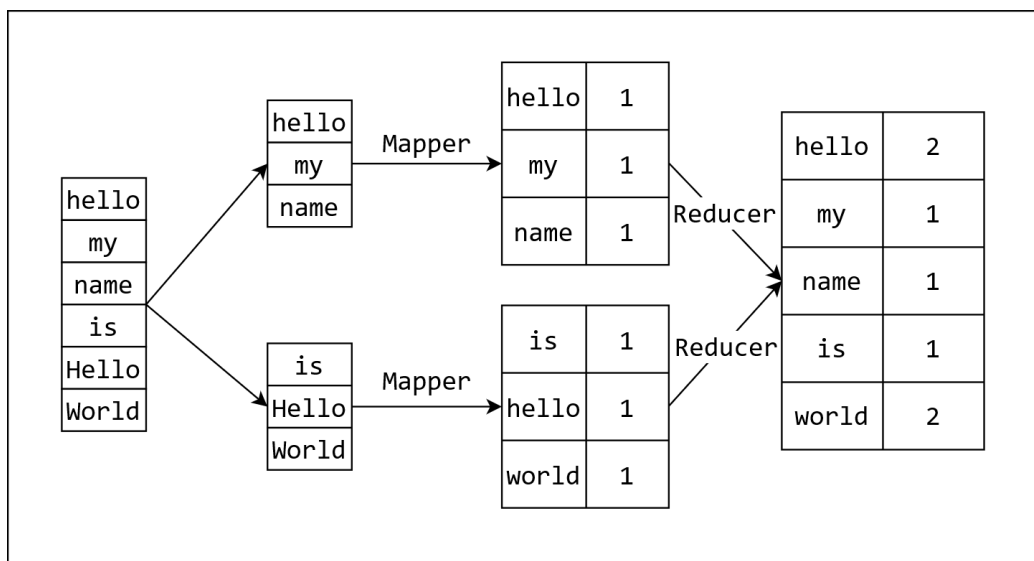 hello
my
name
is
Hello
World
hello
my
name
Mapper
is
Hello
World
Mapper
hello 1
my 1
name 1
Reducer
is 1
hello 1
world 1
Reducer
hello 2
my 1
name 1
is 1
world 2